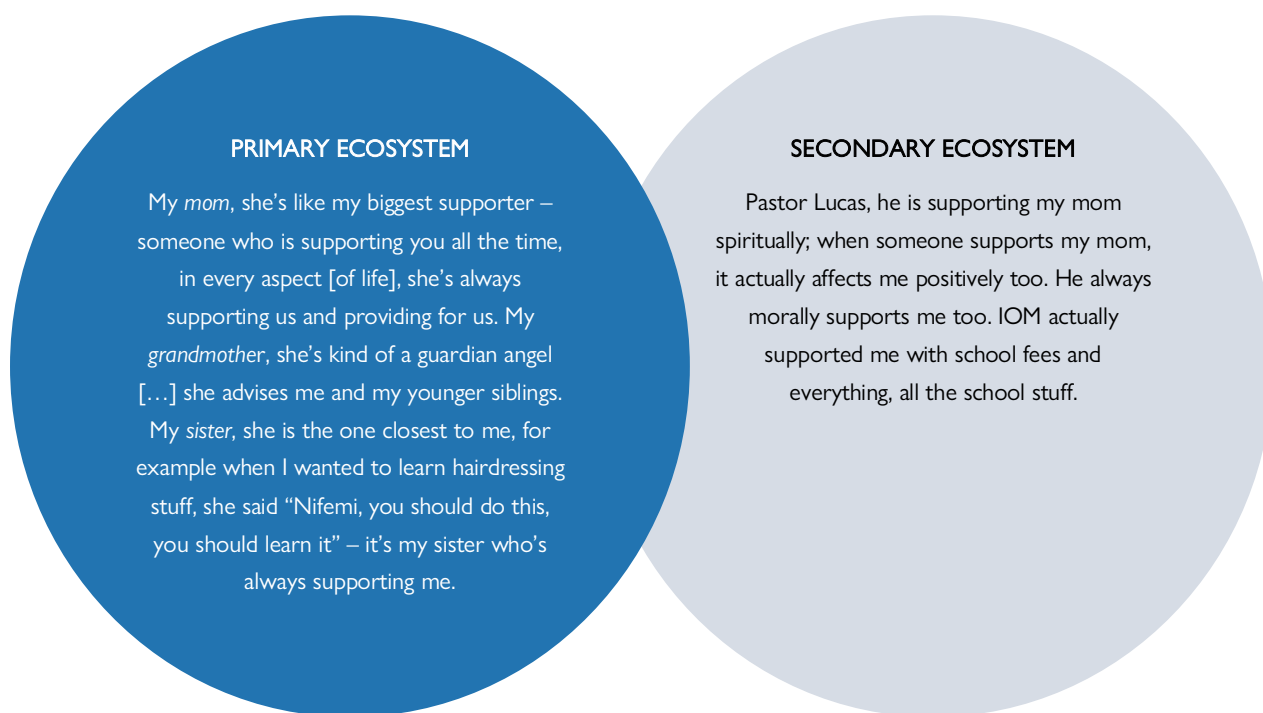 PRIMARY ECOSYSTEM
My mom, she’s like my biggest supporter –
someone who is supporting you all the time,
in every aspect [of life], she’s always
supporting us and providing for us. My
grandmother, she’s kind of a guardian angel
[…] she advises me and my younger siblings.
My sister, she is the one closest to me, for
example when I wanted to learn hairdressing
stuff, she said “Nifemi, you should do this,
you should learn it” – it’s my sister who’s
always supporting me.
SECONDARY ECOSYSTEM
Pastor Lucas, he is supporting my mom
spiritually; when someone supports my mom,
it actually affects me positively too. He always
morally supports me too. IOM actually
supported me with school fees and
everything, all the school stuff.